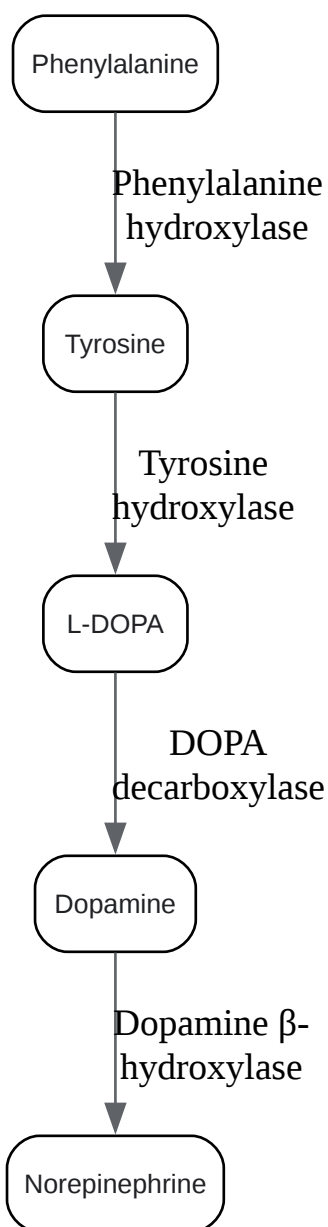 Phenylalanine
Phenylalanine
hydroxylase
Tyrosine
Tyrosine
hydroxylase
L-DOPA
DOPA
decarboxylase
Dopamine
Dopamine β-
hydroxylase
Norepinephrine